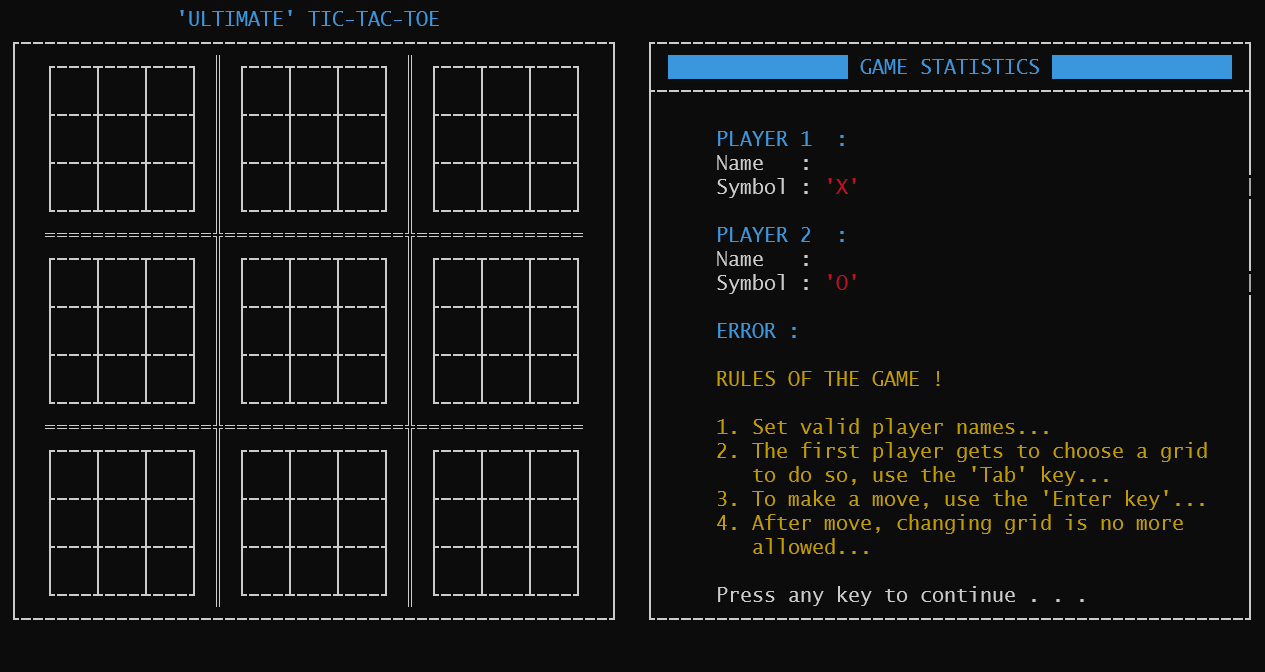 'ULTIMATE' TIC-TAC-TOE
GAME STATISTICS
PLAYER 1  :
Name   :
Symbol : 'X'
PLAYER 2  :
Name   :
Symbol : 'O'
ERROR :
RULES OF THE GAME !
1. Set valid player names...
2. The first player gets to choose a grid
to do so, use the 'Tab' key...
3. To make a move, use the 'Enter key'...
4. After move, changing grid is no more
allowed...
Press any key to continue . . .